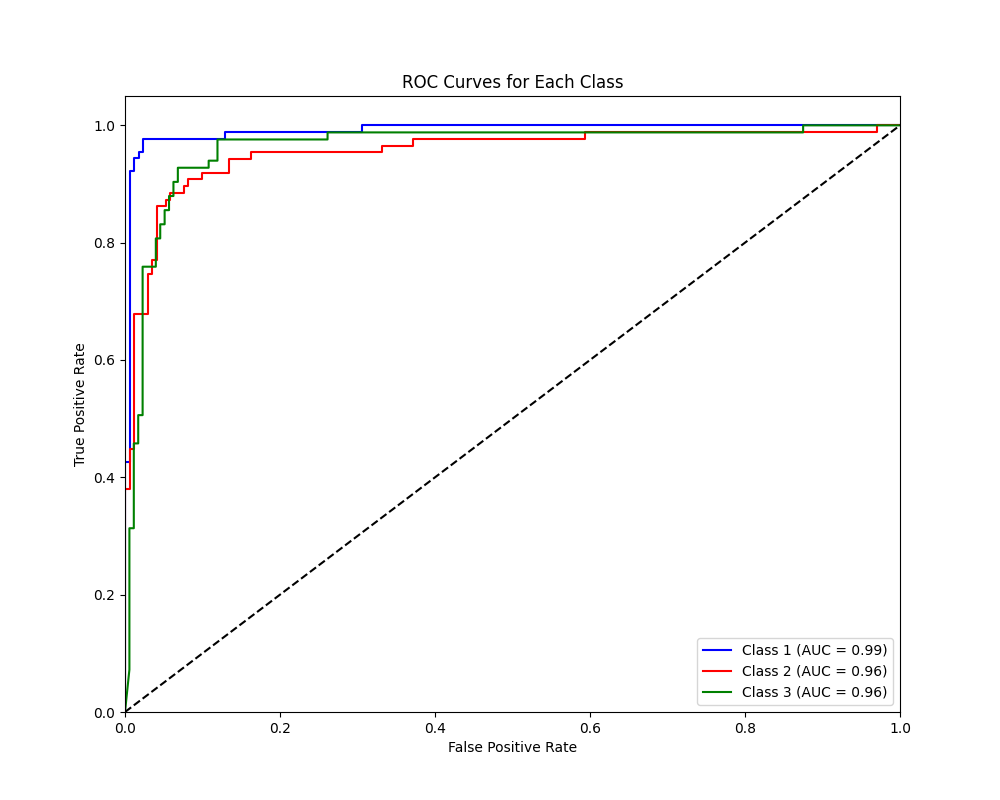 ROC Curves for Each Class
True Positive Rate
1.0
0.8
0.6
0.4
0.2
0.0
0.0 0.2 0.4 0.6 0.8 1.0
False Positive Rate
Class 1 (AUC = 0.99)
Class 2 (AUC = 0.96)
Class 3 (AUC = 0.96)